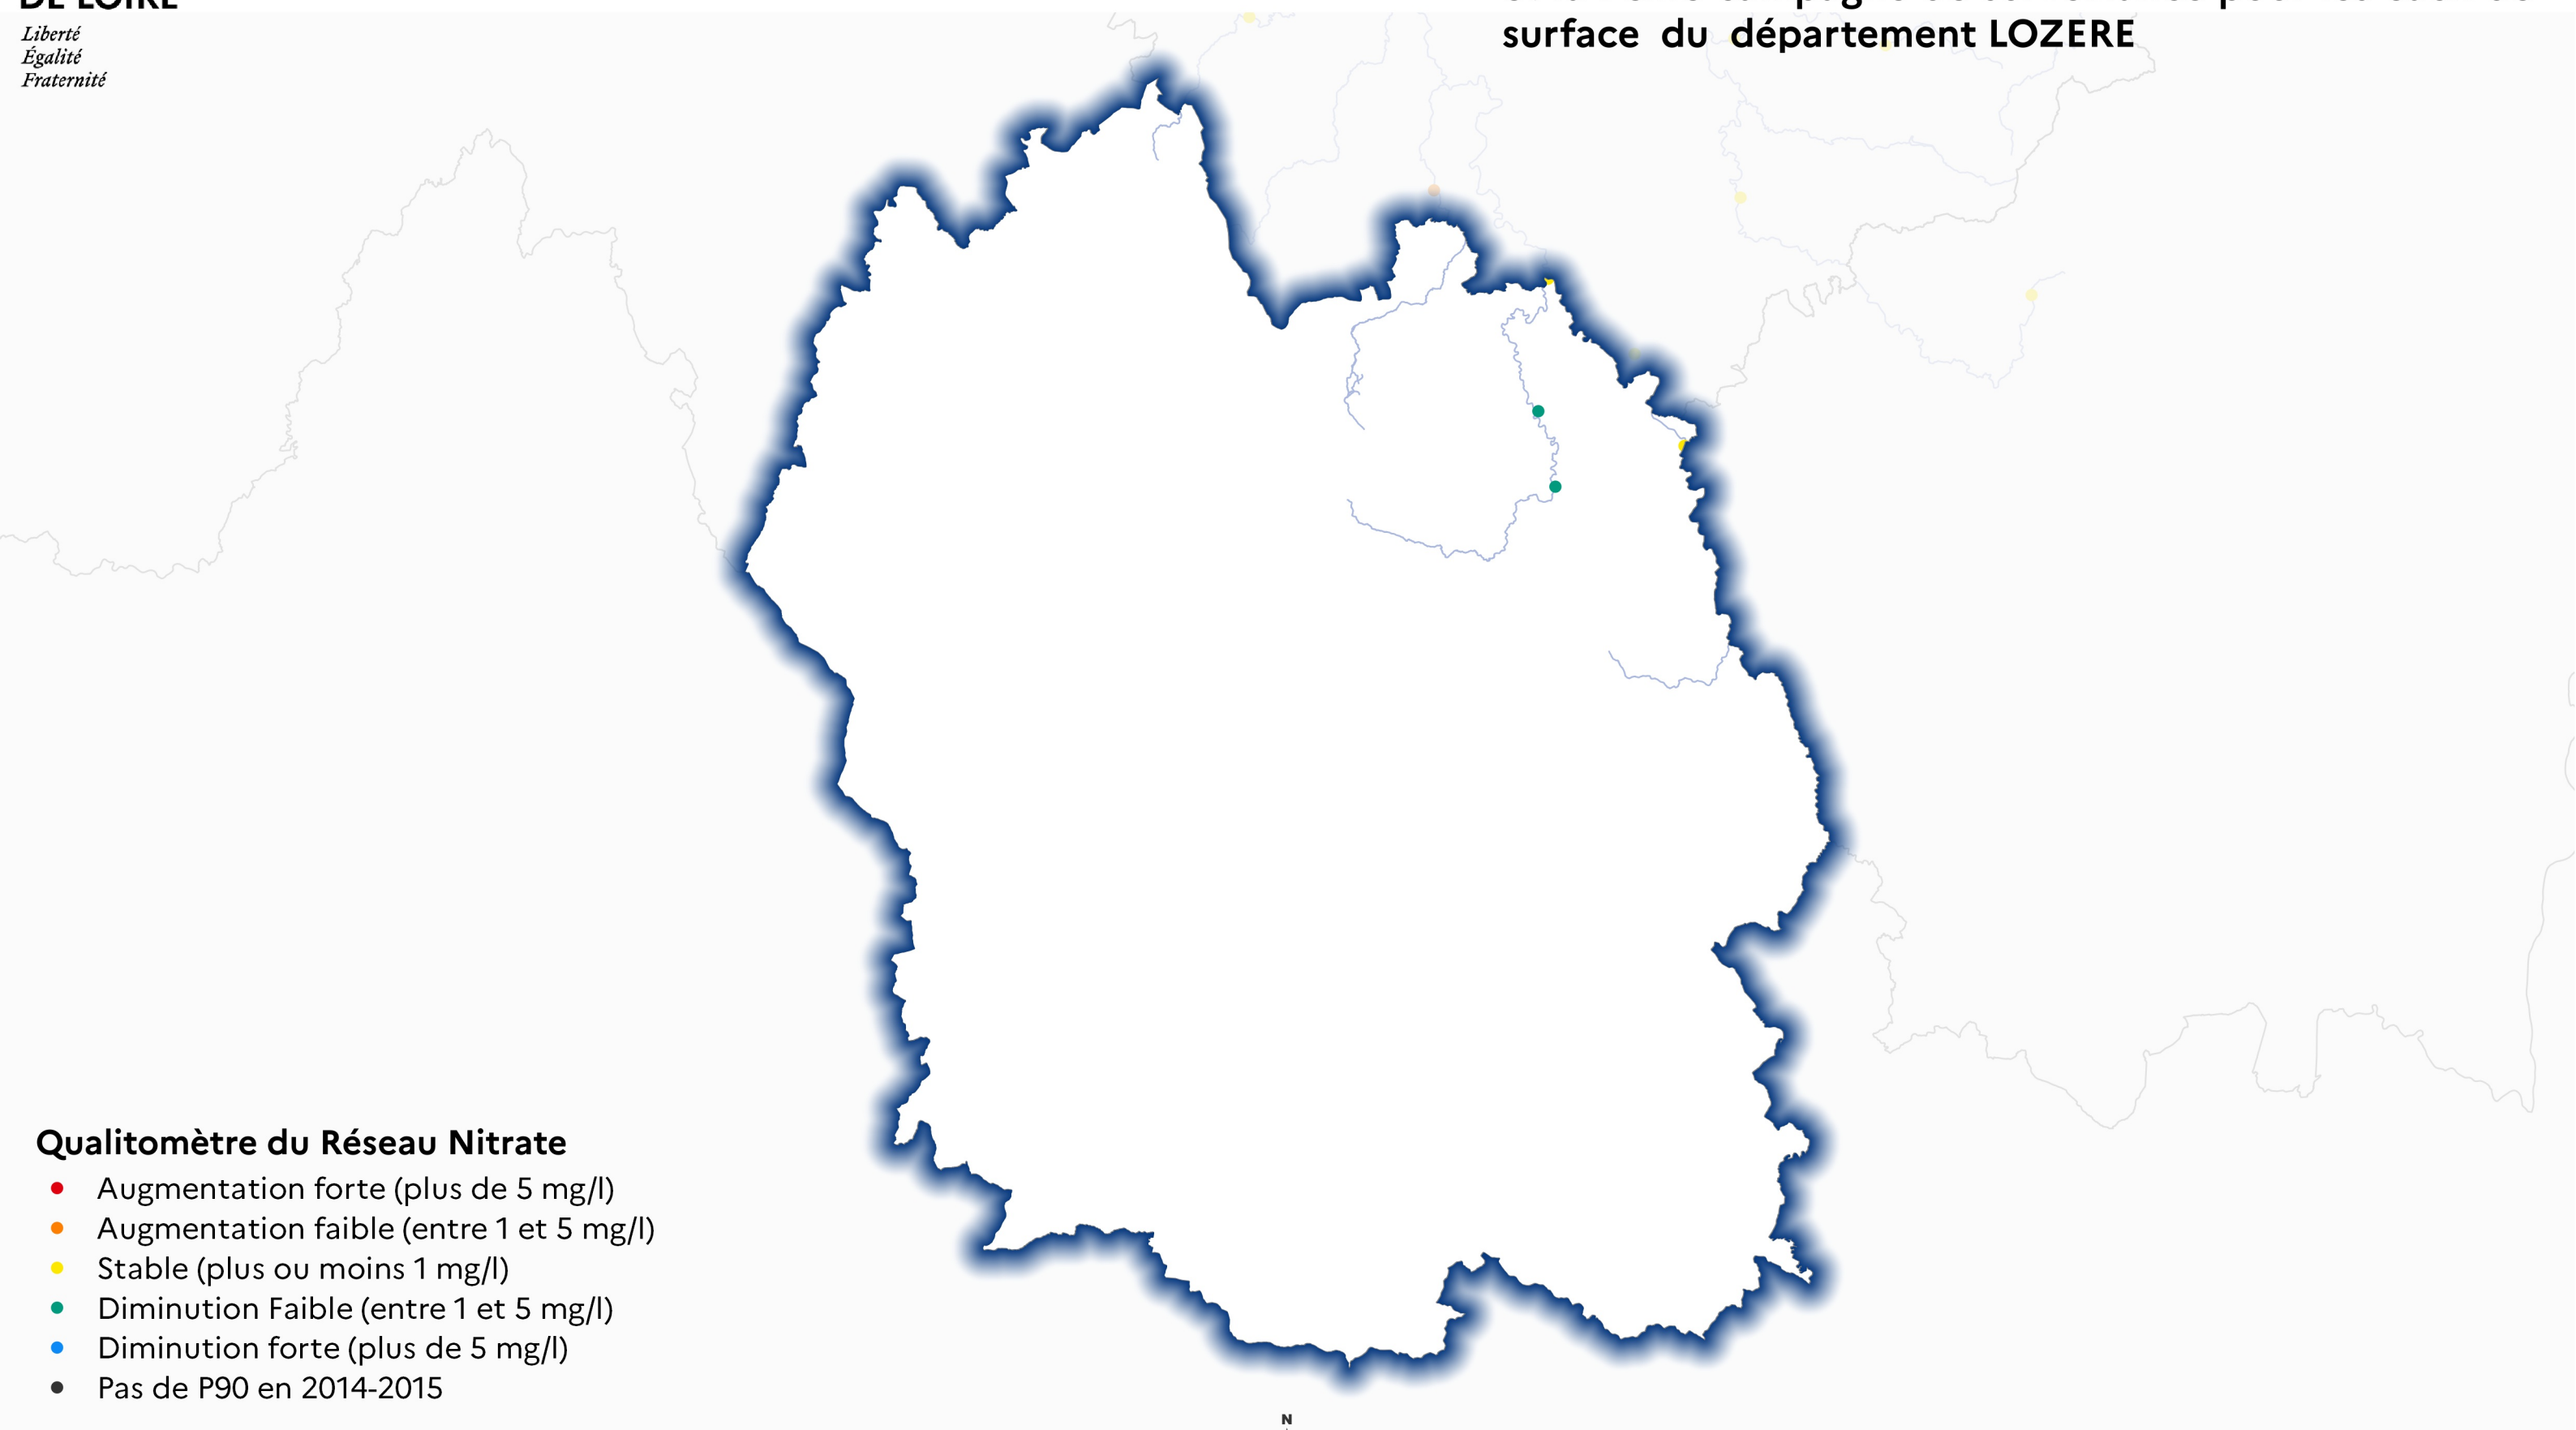 DE LOIRE
Liberté
Égalité
Fraternité
surface du département LOZERE
Qualitomètre du Réseau Nitrate
Augmentation forte (plus de 5 mg/l)
Augmentation faible (entre 1 et 5 mg/l)
Stable (plus ou moins 1 mg/l)
Diminution Faible (entre 1 et 5 mg/l)
Diminution forte (plus de 5 mg/l)
Pas de P90 en 2014-2015
N